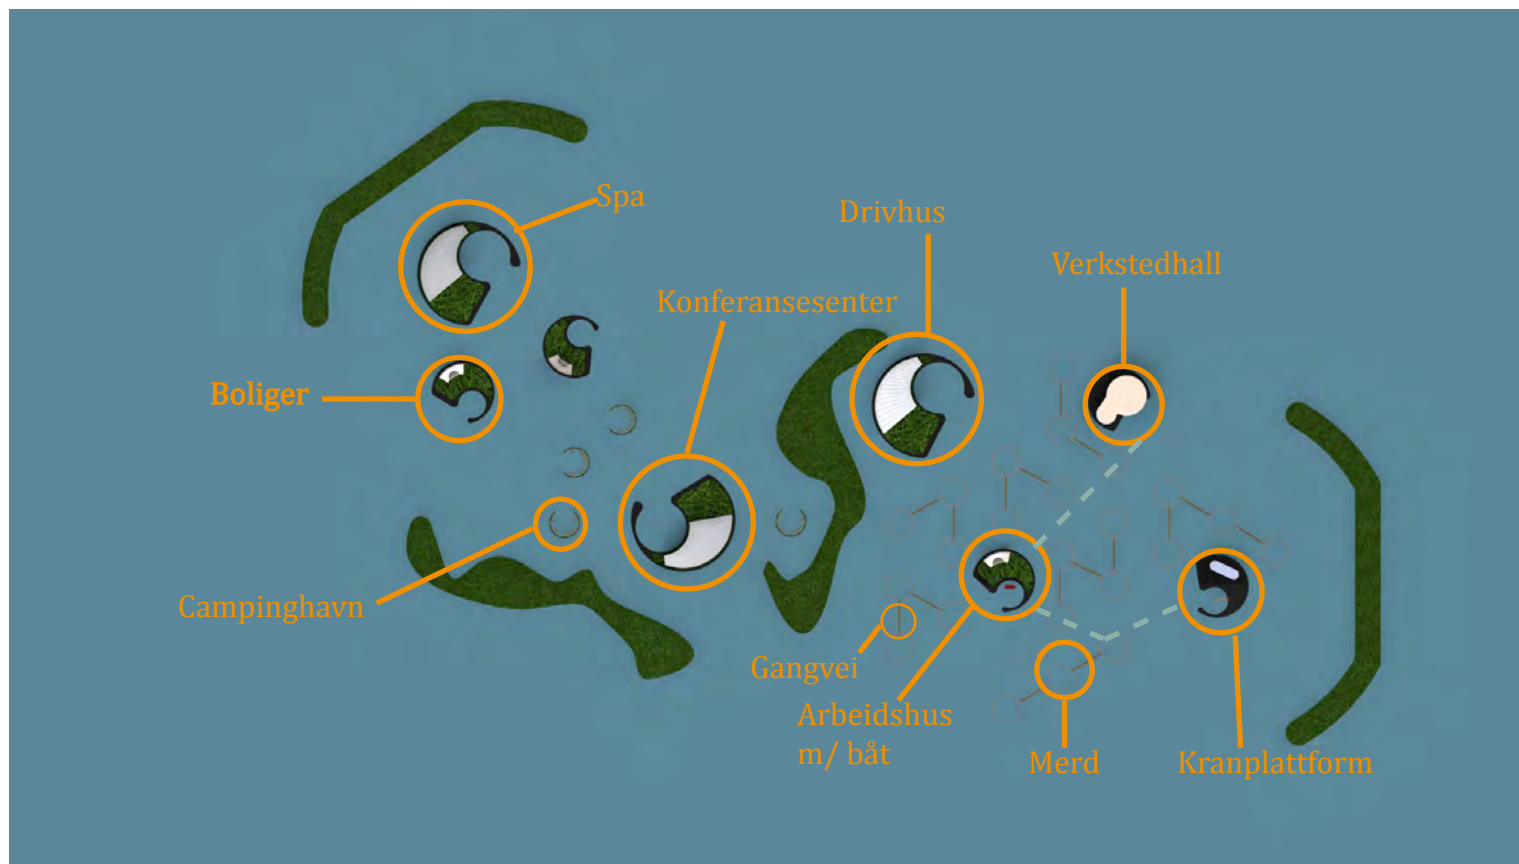 Spa
Drivhus
Verkstedhall
Konferansesenter
Boliger
Campinghavn
Gangvei
Arbeidshus
m/ båt
Merd
Kranplattform